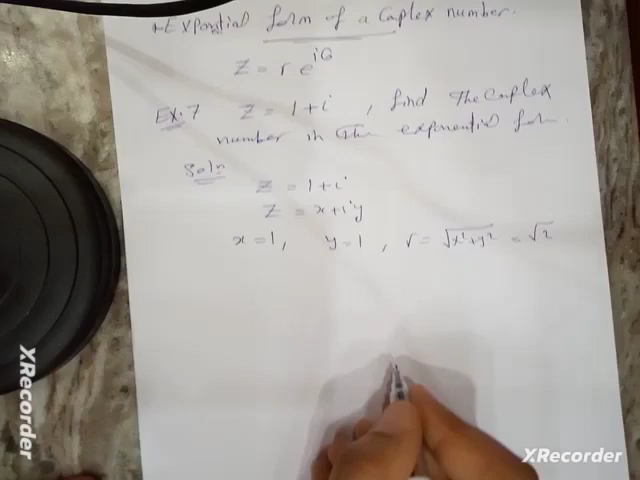 + Exponential form of a Complex number.
z = r e^{iθ}
Ex: 7 z = 1+i , find The Complex
number in The exponential form.
Soln
z = 1+i
z = x+iy
x=1, y=1, r = √x²+y² = √2
XRecorder
XRecorder